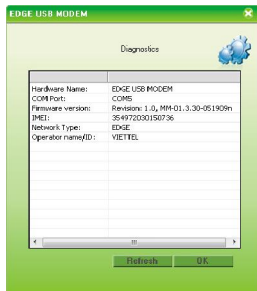 EDGE USB MODEM
Diagnostics
Hardware Name: EDGE USB MODEM
COM Port: COM5
Firmware version: Revision: 1.0, MM-01.3.30-051909n
IMEI: 354972030150736
Network Type: EDGE
Operator name/ID: VIETTEL
Refresh OK